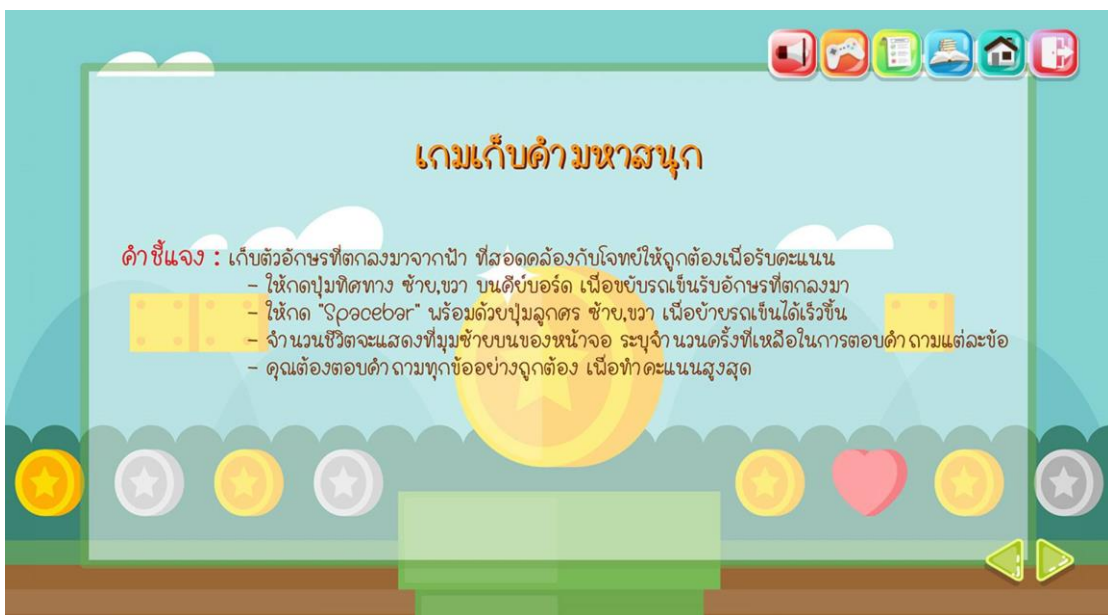 เกมเก็บคำมหาสนุก
คำชี้แจง : เก็บตัวอักษรที่ตกลงมาจากฟ้า ที่สอดคล้องกับโจทย์ให้ถูกต้องเพื่อรับคะแนน
- ให้กดปุ่มทิศทาง ซ้าย,ขวา บนคีย์บอร์ด เพื่อขยับรถเข็นรับอักษรที่ตกลงมา
- ให้กด "Spacebar" พร้อมด้วยปุ่มลูกศร ซ้าย,ขวา เพื่อย้ายรถเข็นได้เร็วขึ้น
- จำนวนชีวิตจะแสดงที่มุมซ้ายบนของหน้าจอ ระบุจำนวนครั้งที่เหลือในการตอบคำถามแต่ละข้อ
- คุณต้องตอบคำถามทุกข้ออย่างถูกต้อง เพื่อทำคะแนนสูงสุด